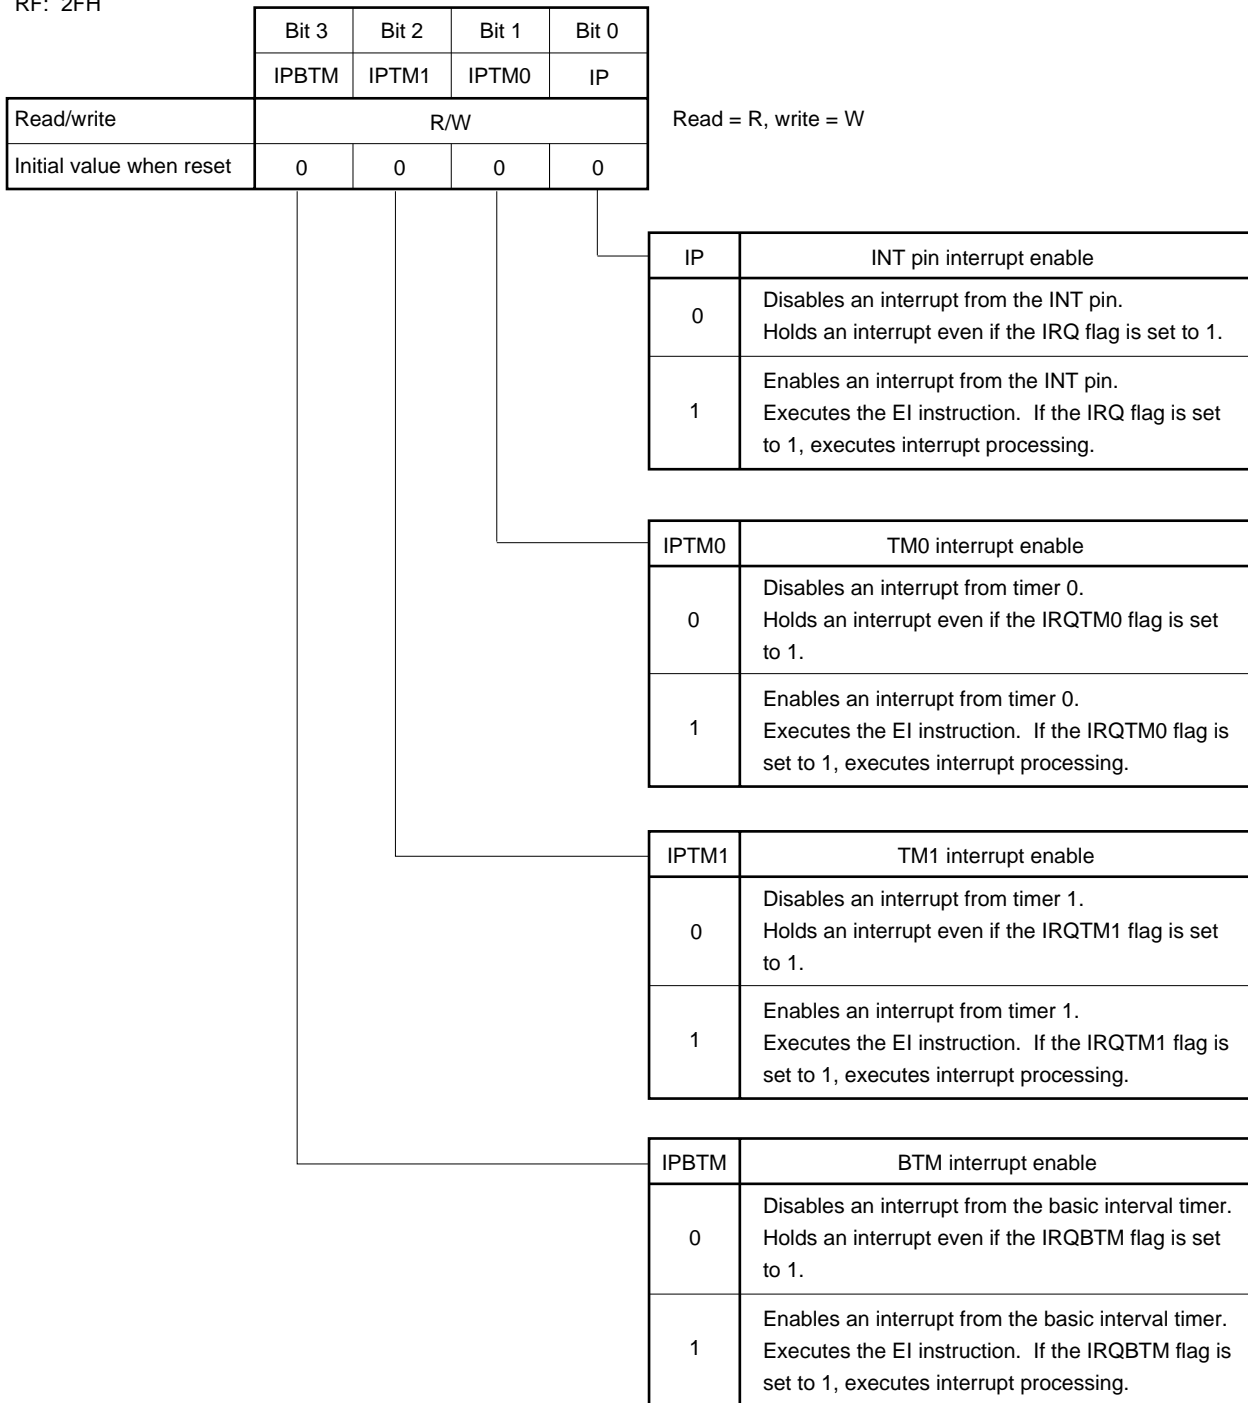 RF: 2FH
Bit 3 Bit 2 Bit 1 Bit 0
IPBTM IPTM1 IPTM0 IP
Read/write R/W Read = R, write = W
Initial value when reset 0 0 0 0
IP INT pin interrupt enable
0 Disables an interrupt from the INT pin.
Holds an interrupt even if the IRQ flag is set to 1.
1 Enables an interrupt from the INT pin.
Executes the EI instruction. If the IRQ flag is set
to 1, executes interrupt processing.
IPTM0 TM0 interrupt enable
0 Disables an interrupt from timer 0.
Holds an interrupt even if the IRQTM0 flag is set
to 1.
1 Enables an interrupt from timer 0.
Executes the EI instruction. If the IRQTM0 flag is
set to 1, executes interrupt processing.
IPTM1 TM1 interrupt enable
0 Disables an interrupt from timer 1.
Holds an interrupt even if the IRQTM1 flag is set
to 1.
1 Enables an interrupt from timer 1.
Executes the EI instruction. If the IRQTM1 flag is
set to 1, executes interrupt processing.
IPBTM BTM interrupt enable
0 Disables an interrupt from the basic interval timer.
Holds an interrupt even if the IRQBTM flag is set
to 1.
1 Enables an interrupt from the basic interval timer.
Executes the EI instruction. If the IRQBTM flag is
set to 1, executes interrupt processing.